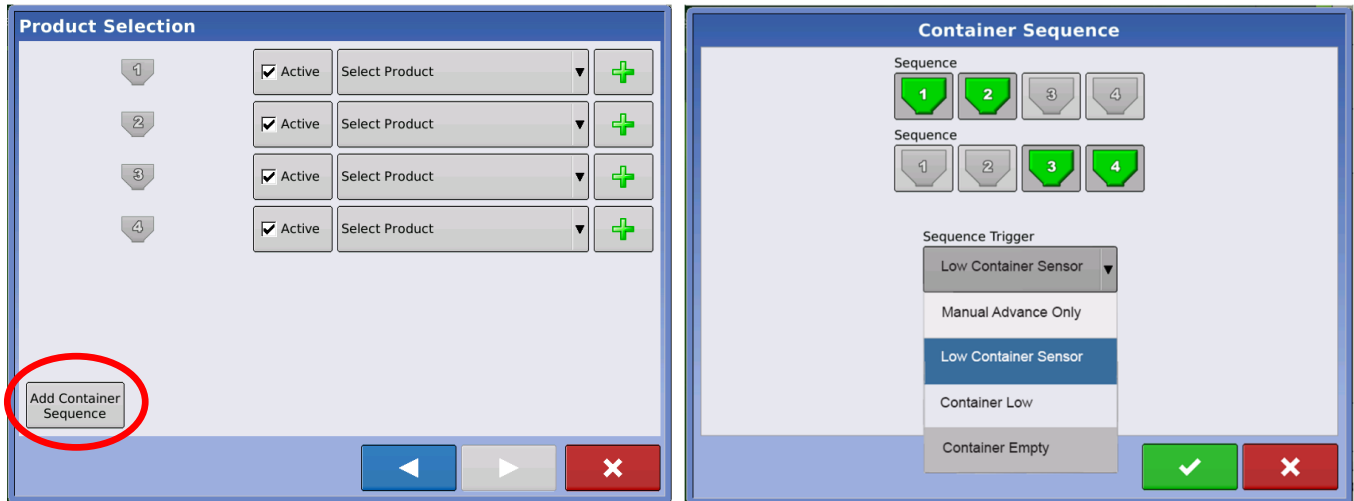 Product Selection
1
Active
Select Product
2
Active
Select Product
3
Active
Select Product
4
Active
Select Product
Add Container
Sequence
Container Sequence
Sequence
1
2
3
4
Sequence
1
2
3
4
Sequence Trigger
Low Container Sensor
Manual Advance Only
Low Container Sensor
Container Low
Container Empty